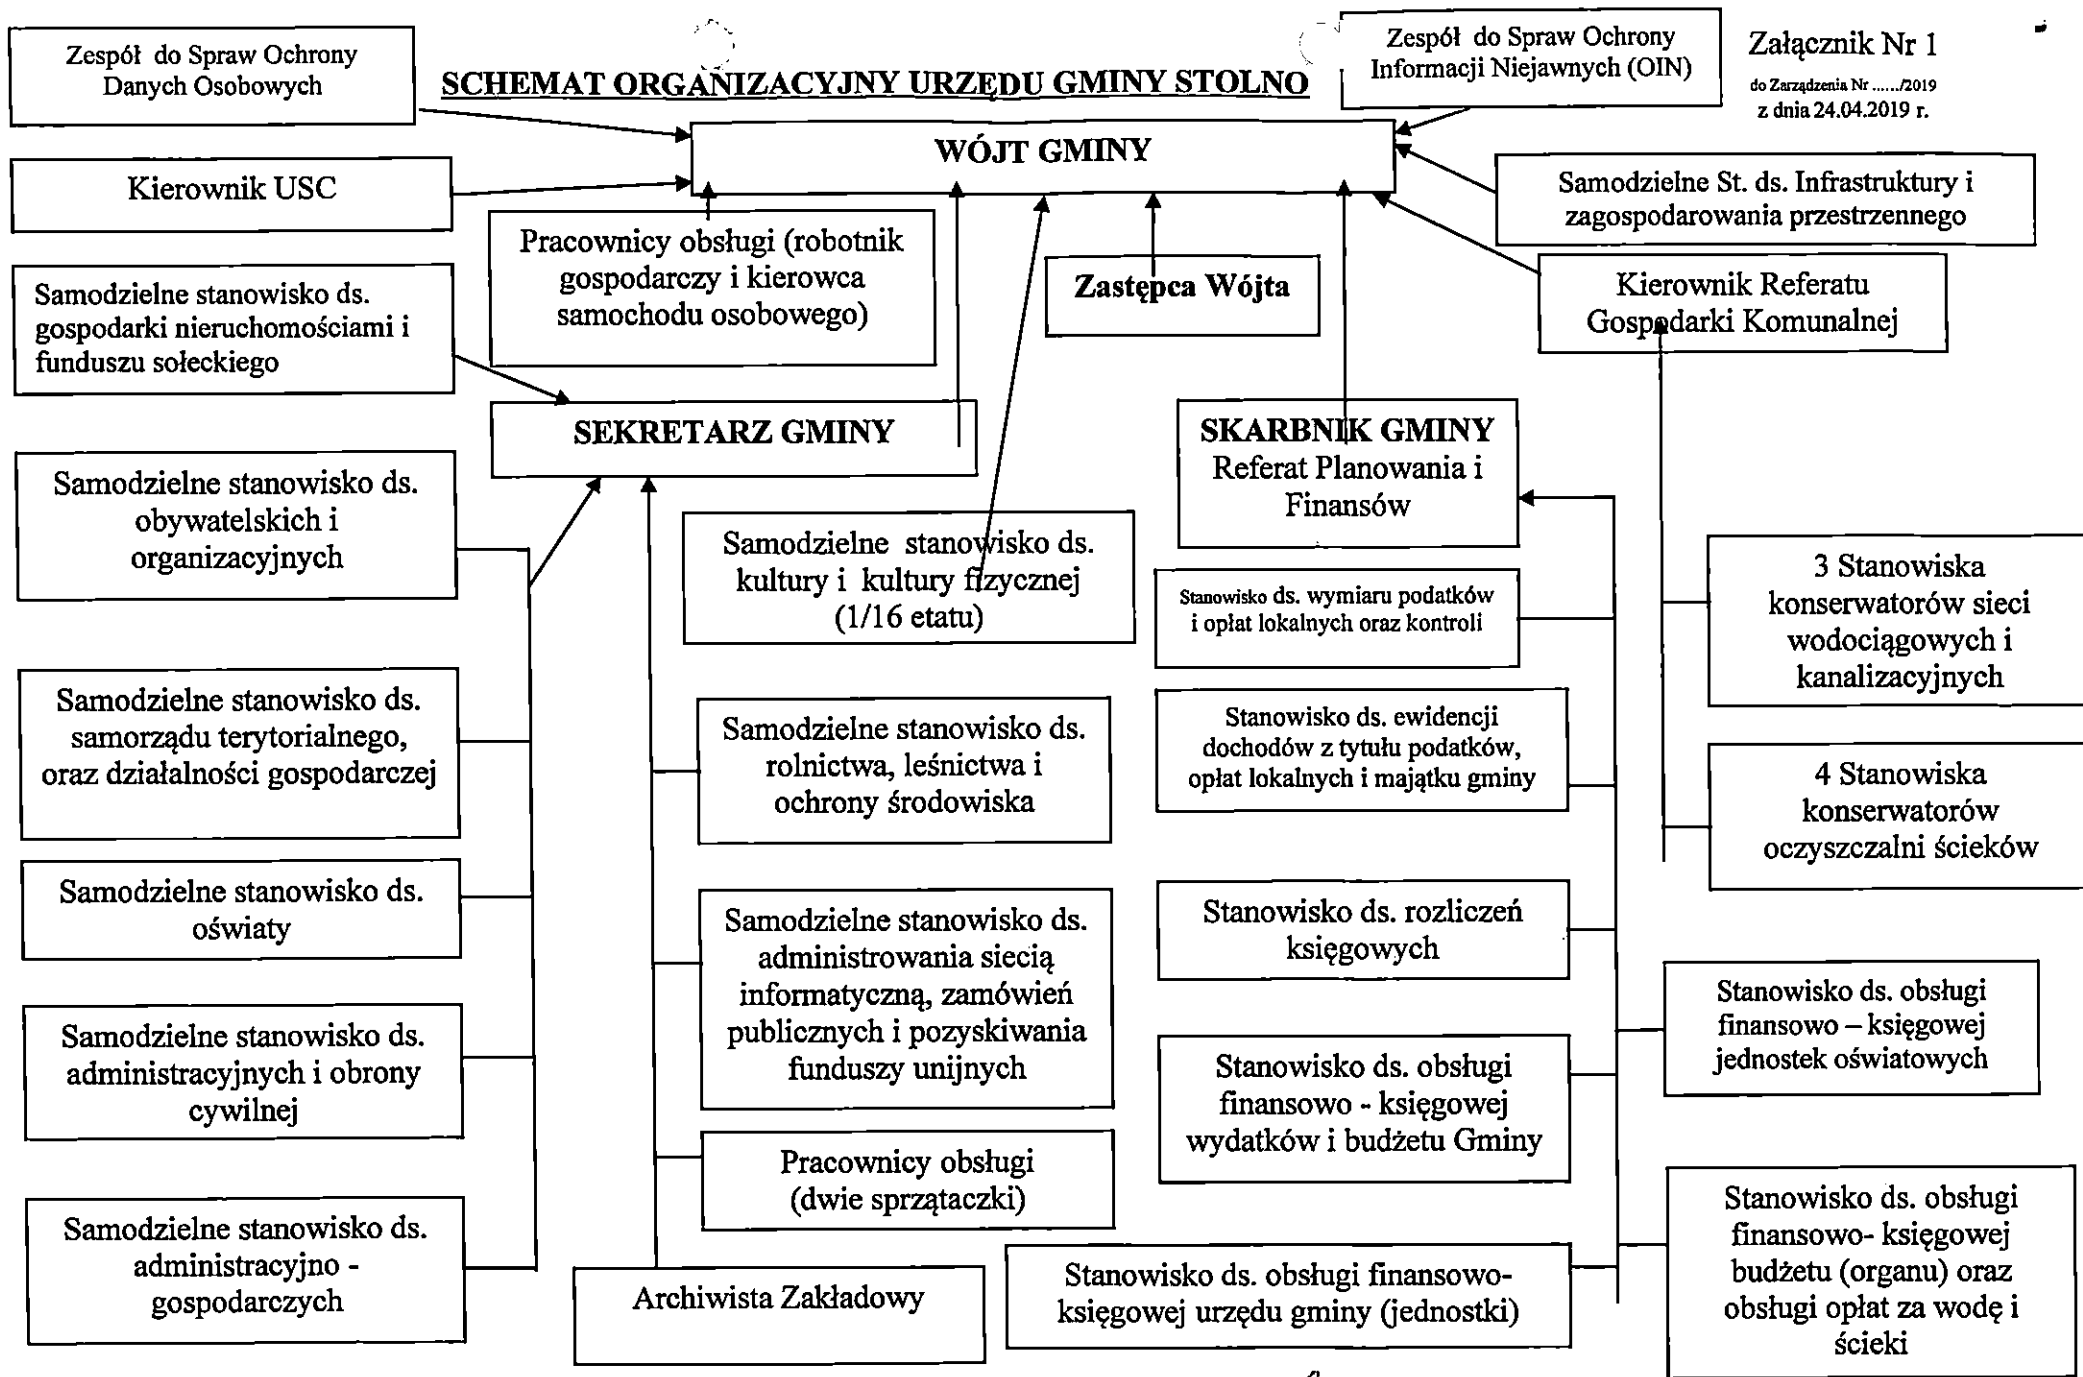 Zespół do Spraw Ochrony
Danych Osobowych
SCHEMAT ORGANIZACYJNY URZĘDU GMINY STOLNO
Zespół do Spraw Ochrony
Informacji Niejawnych (OIN)
Załącznik Nr 1
do Zarządzenia Nr ....../2019
z dnia 24.04.2019 r.
WÓJT GMINY
Kierownik USC
Samodzielne St. ds. Infrastruktury i
zagospodarowania przestrzennego
Pracownicy obsługi (robotnik
gospodarczy i kierowca
samochodu osobowego)
Zastępca Wójta
Kierownik Referatu
Gospodarki Komunalnej
Samodzielne stanowisko ds.
gospodarki nieruchomościami i
funduszu sołeckiego
SEKRETARZ GMINY
SKARBNIK GMINY
Referat Planowania i
Finansów
Samodzielne stanowisko ds.
obywatelskich i
organizacyjnych
Samodzielne stanowisko ds.
kultury i kultury fizycznej
(1/16 etatu)
Stanowisko ds. wymiaru podatków
i opłat lokalnych oraz kontroli
3 Stanowiska
konserwatorów sieci
wodociągowych i
kanalizacyjnych
Samodzielne stanowisko ds.
samorządu terytorialnego,
oraz działalności gospodarczej
Samodzielne stanowisko ds.
rolnictwa, leśnictwa i
ochrony środowiska
Stanowisko ds. ewidencji
dochodów z tytułu podatków,
opłat lokalnych i majątku gminy
4 Stanowiska
konserwatorów
oczyszczalni ścieków
Samodzielne stanowisko ds.
oświaty
Samodzielne stanowisko ds.
administrowania siecią
informatyczną, zamówień
publicznych i pozyskiwania
funduszy unijnych
Stanowisko ds. rozliczeń
księgowych
Stanowisko ds. obsługi
finansowo – księgowej
jednostek oświatowych
Samodzielne stanowisko ds.
administracyjnych i obrony
cywilnej
Stanowisko ds. obsługi
finansowo - księgowej
wydatków i budżetu Gminy
Pracownicy obsługi
(dwie sprzątaczki)
Samodzielne stanowisko ds.
administracyjno -
gospodarczych
Archiwista Zakładowy
Stanowisko ds. obsługi finansowo-
księgowej urzędu gminy (jednostki)
Stanowisko ds. obsługi
finansowo- księgowej
budżetu (organu) oraz
obsługi opłat za wodę i
ścieki